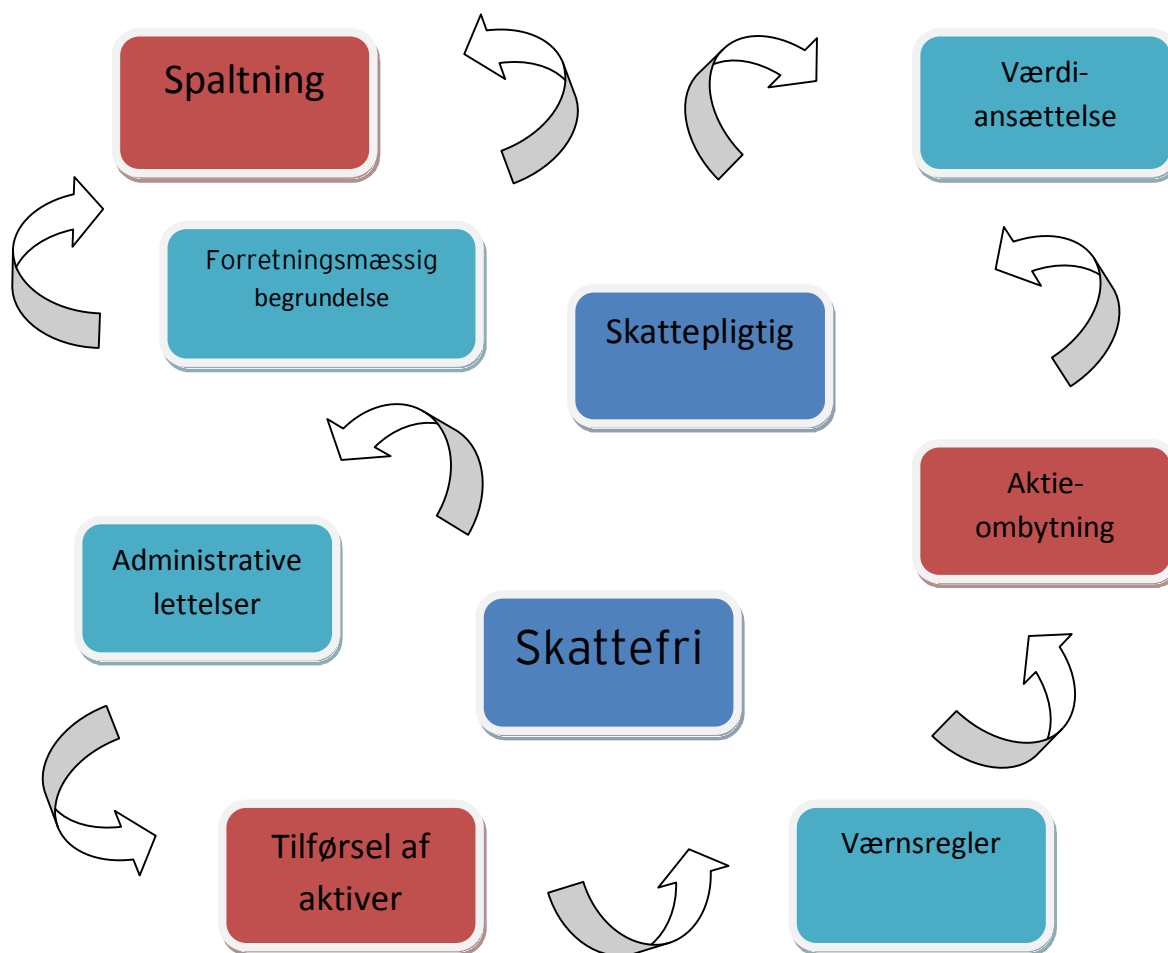 Spaltning
Værdi-
ansættelse
Forretningsmæssig
begrundelse
Skattepligtig
Aktie-
ombytning
Administrative
lettelser
Skattefri
Tilførsel af
aktiver
Værnsregler